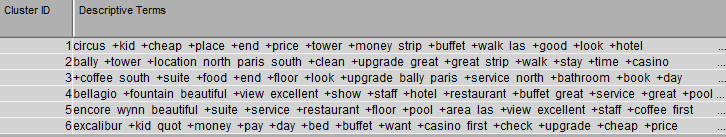 Cluster ID Descriptive Terms
1 circus +kid +cheap +place +end +price +tower +money strip +buffet +walk las +good +look +hotel ...
2 bally +tower +location north paris south +clean +upgrade great +great strip +walk +stay +time +casino ...
3 +coffee south +suite +food +end +floor +look +upgrade bally paris +service north +bathroom +book +day ...
4 bellagio +fountain beautiful +view excellent +show +staff +hotel +restaurant +buffet great +service +great +pool ...
5 encore wynn beautiful +suite +service +restaurant +floor +pool +area las +view excellent +staff +coffee first ...
6 excalibur +kid quot +money +pay +day +bed +buffet +want +casino first +check +upgrade +cheap +price ...